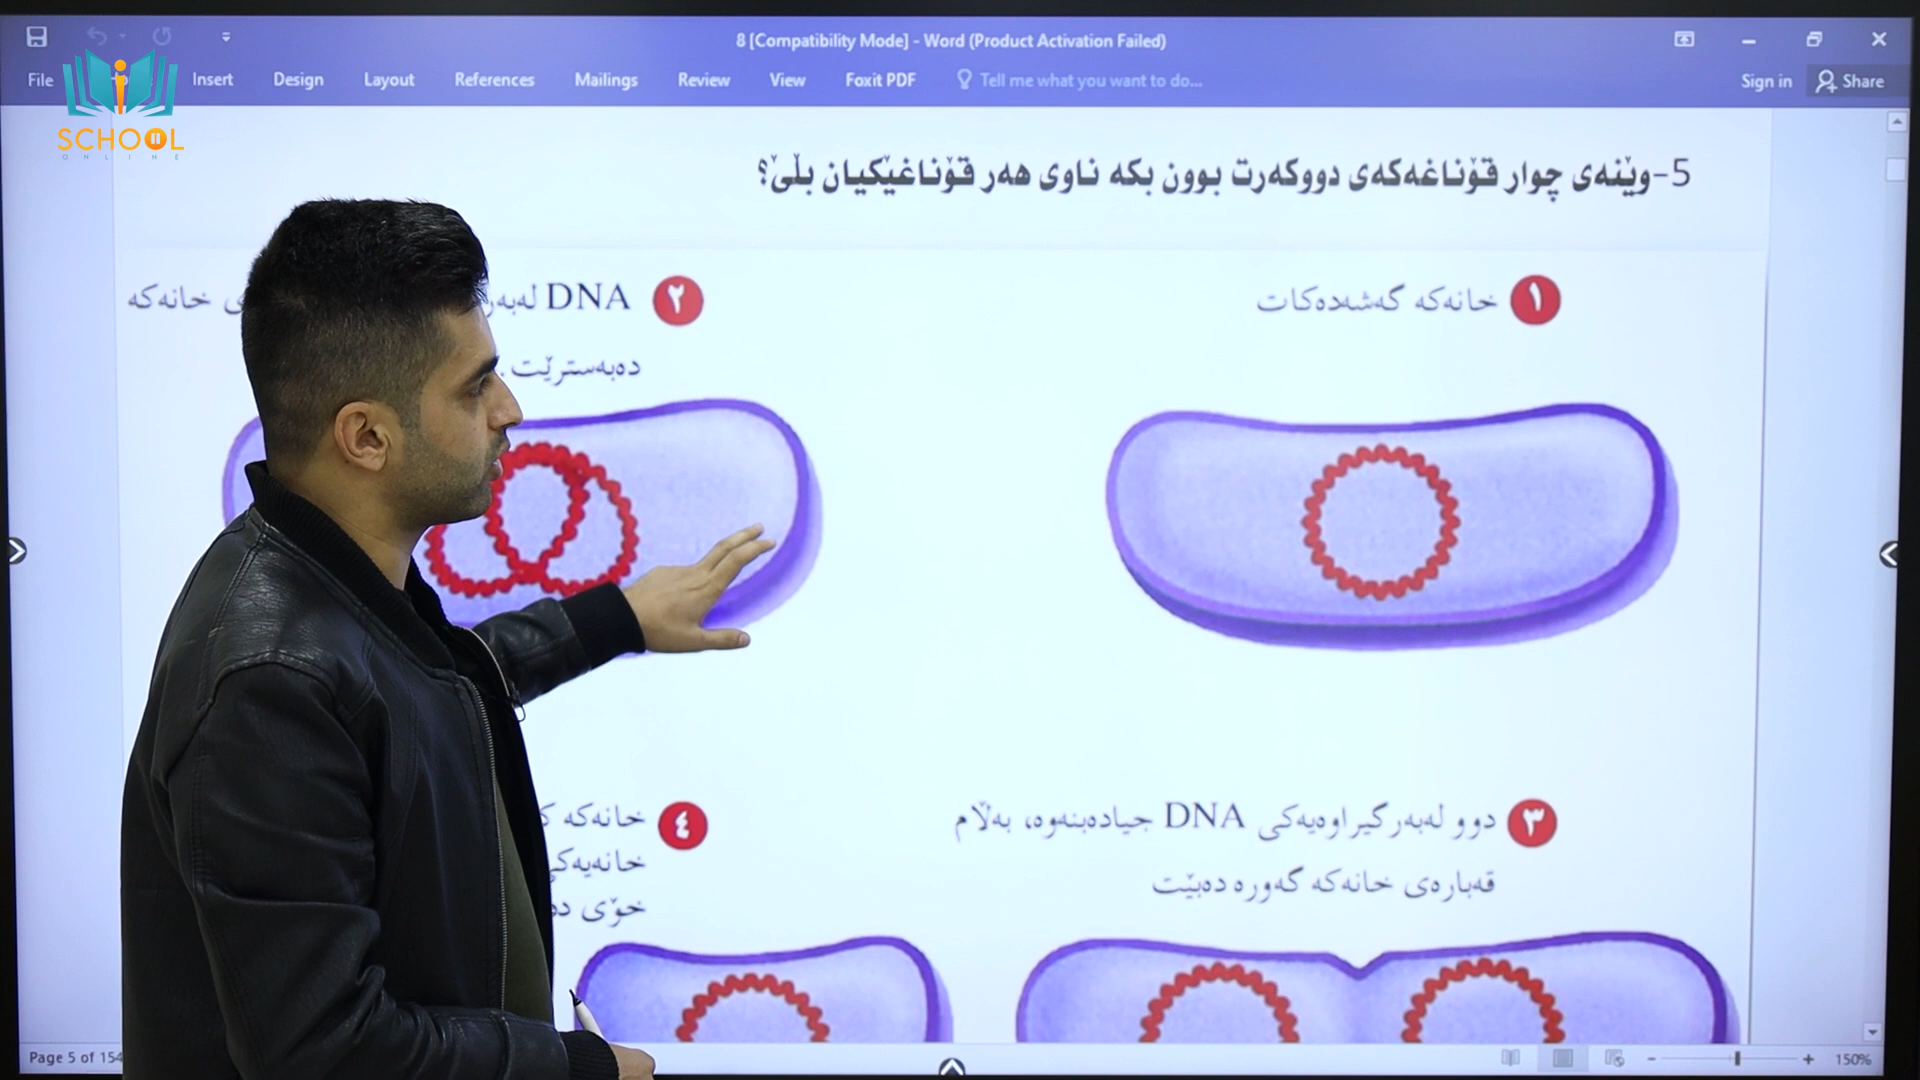 8 [Compatibility Mode] - Word (Product Activation Failed)
File Insert Design Layout References Mailings Review View Foxit PDF Tell me what you want to do... Sign in Share
SCHOOL
ONLINE
5-وێنەی چوار قۆناغەکەی دووکەرت بوون بکە ناوی هەر قۆناغێکیان بڵێ؟
١ خانەکە گەشەدەکات
٢ DNA لەبەر خانەکە
دەبەسترێت.
٣ دوو لەبەرگیراوەیەکی DNA جیادەبنەوە، بەڵام
قەبارەی خانەکە گەورە دەبێت
٤ خانەکە
خانەیەکی
خۆی
Page 5 of 154
150%